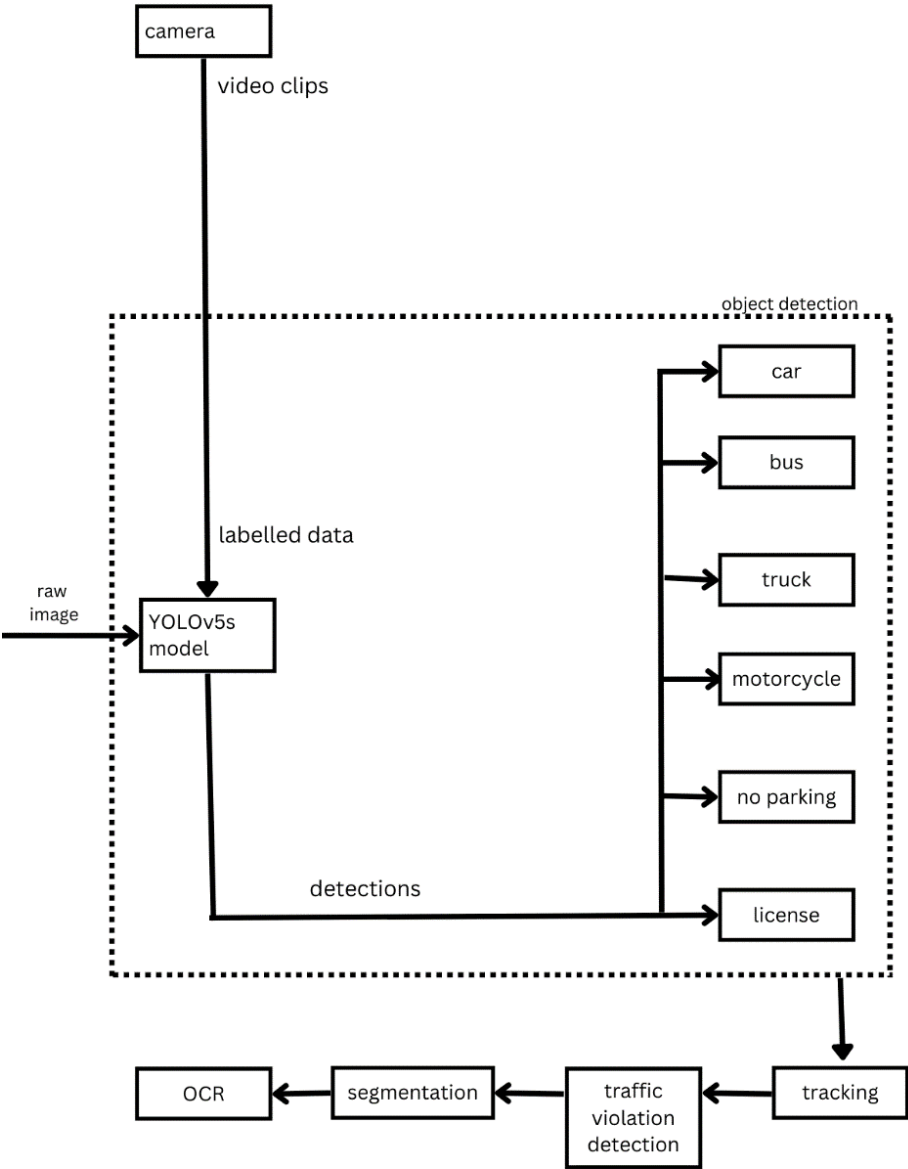 camera
video clips
object detection
car
bus
labelled data
truck
raw
image
YOLOv5s
model
motorcycle
no parking
detections
license
OCR
segmentation
traffic
violation
detection
tracking